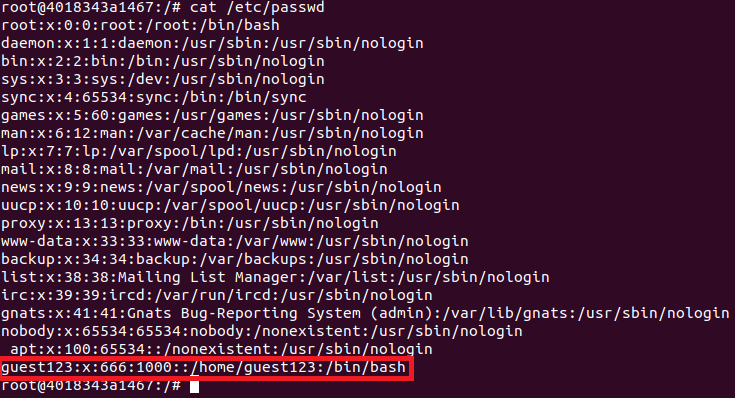 root@4018343a1467:/# cat /etc/passwd
root:x:0:0:root:/root:/bin/bash
daemon:x:1:1:daemon:/usr/sbin:/usr/sbin/nologin
bin:x:2:2:bin:/bin:/usr/sbin/nologin
sys:x:3:3:sys:/dev:/usr/sbin/nologin
sync:x:4:65534:sync:/bin:/bin/sync
games:x:5:60:games:/usr/games:/usr/sbin/nologin
man:x:6:12:man:/var/cache/man:/usr/sbin/nologin
lp:x:7:7:lp:/var/spool/lpd:/usr/sbin/nologin
mail:x:8:8:mail:/var/mail:/usr/sbin/nologin
news:x:9:9:news:/var/spool/news:/usr/sbin/nologin
uucp:x:10:10:uucp:/var/spool/uucp:/usr/sbin/nologin
proxy:x:13:13:proxy:/bin:/usr/sbin/nologin
www-data:x:33:33:www-data:/var/www:/usr/sbin/nologin
backup:x:34:34:backup:/var/backups:/usr/sbin/nologin
list:x:38:38:Mailing List Manager:/var/list:/usr/sbin/nologin
irc:x:39:39:ircd:/var/run/ircd:/usr/sbin/nologin
gnats:x:41:41:Gnats Bug-Reporting System (admin):/var/lib/gnats:/usr/sbin/nologin
nobody:x:65534:65534:nobody:/nonexistent:/usr/sbin/nologin
_apt:x:100:65534::/nonexistent:/usr/sbin/nologin
guest123:x:666:1000::/home/guest123:/bin/bash
root@4018343a1467:/#